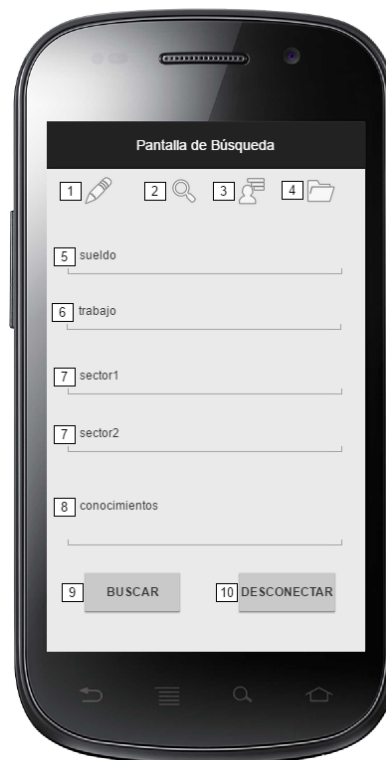 Pantalla de Búsqueda
1 2 3 4
5 sueldo
6 trabajo
7 sector1
7 sector2
8 conocimientos
9 BUSCAR 10 DESCONECTAR